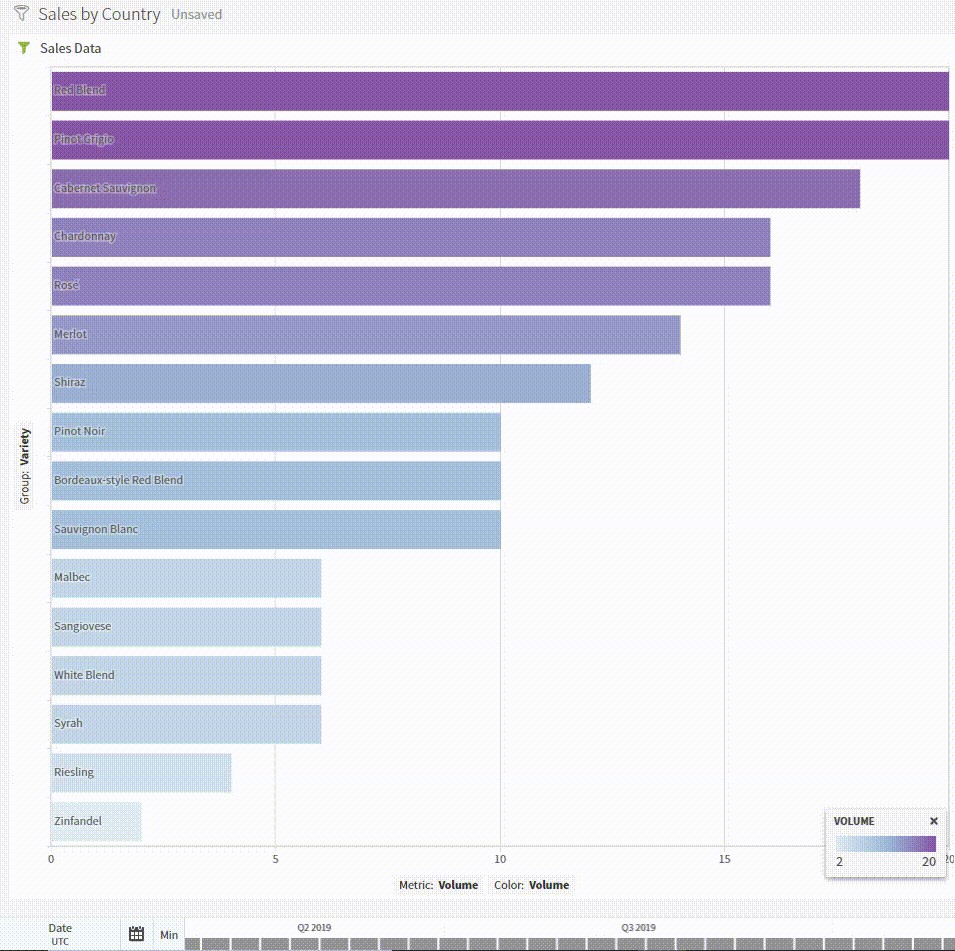 Sales by Country Unsaved
Sales Data
Red Blend
Pinot Grigio
Cabernet Sauvignon
Chardonnay
Rosé
Merlot
Shiraz
Pinot Noir
Bordeaux-style Red Blend
Sauvignon Blanc
Malbec
Sangiovese
White Blend
Syrah
Riesling
Zinfandel
Group: Variety
VOLUME ×
2 20
0 5 10 15 20
Metric: Volume Color: Volume
Date Min Q2 2019 Q3 2019
UTC